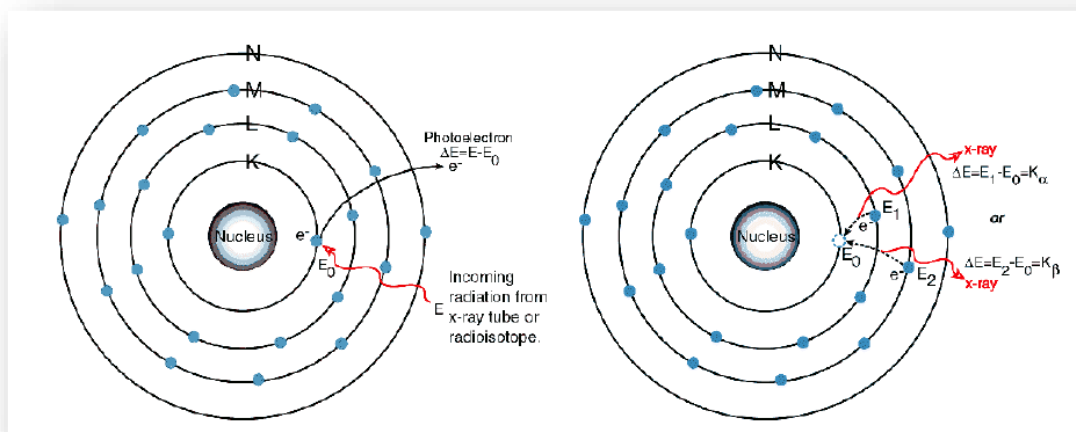 N
M
L
K
Photoelectron
ΔE=E-E₀
e⁻
Nucleus
e⁻
E₀
E
Incoming
radiation from
x-ray tube or
radioisotope.
N
M
L
K
x-ray
ΔE=E₁-E₀=Kα
or
E₁
e⁻
Nucleus
E₀
ΔE=E₂-E₀=Kβ
e⁻
E₂
x-ray